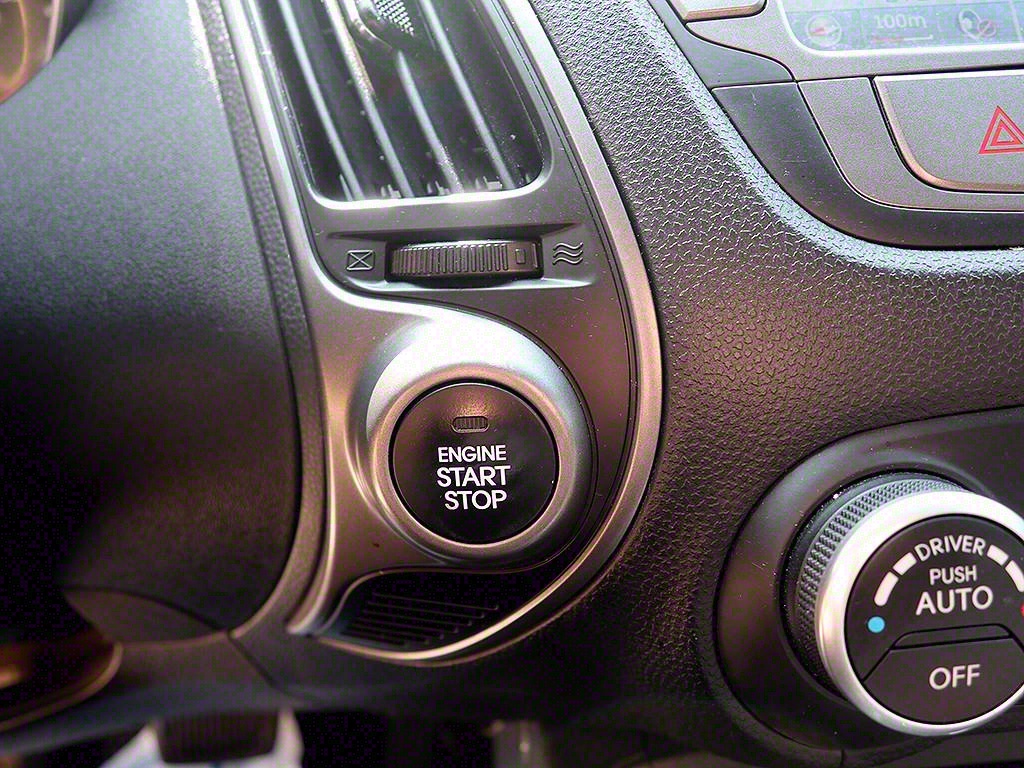 100m
ENGINE
START
STOP
DRIVER
PUSH
AUTO
OFF